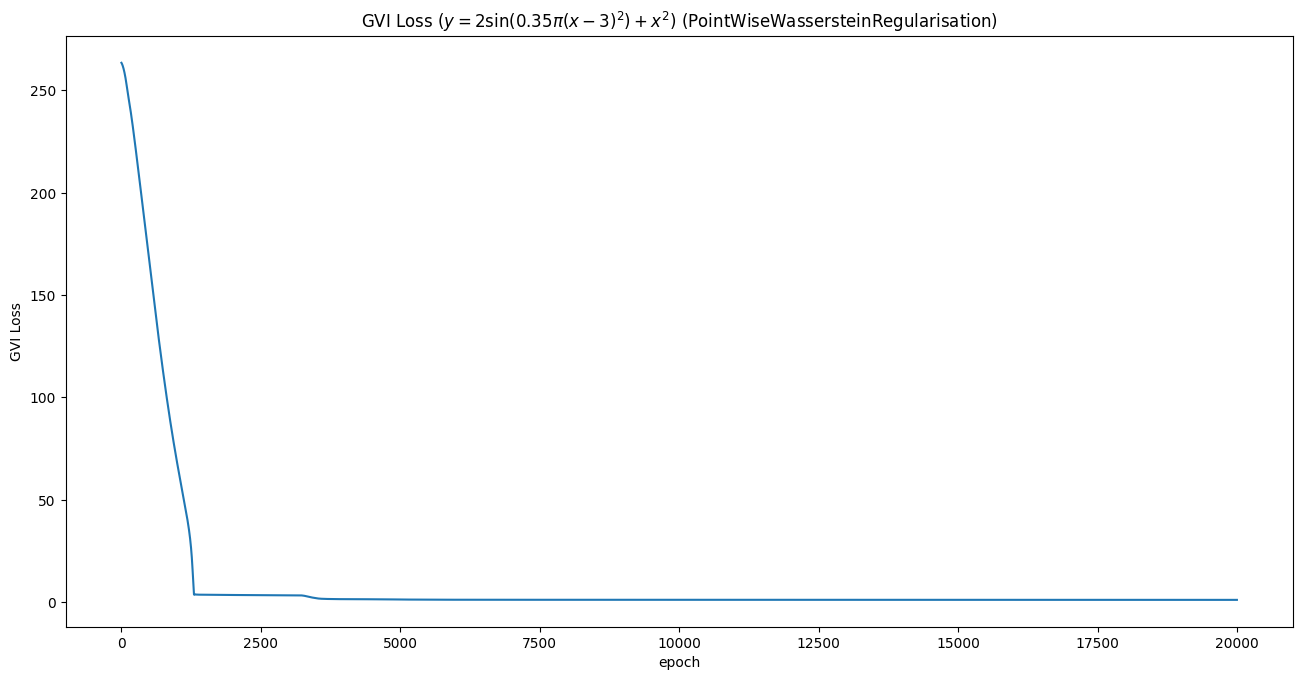 GVI Loss (y = 2sin(0.35π(x − 3)²) + x²) (PointWiseWassersteinRegularisation)
250
200
150
100
50
0
GVI Loss
0 2500 5000 7500 10000 12500 15000 17500 20000
epoch